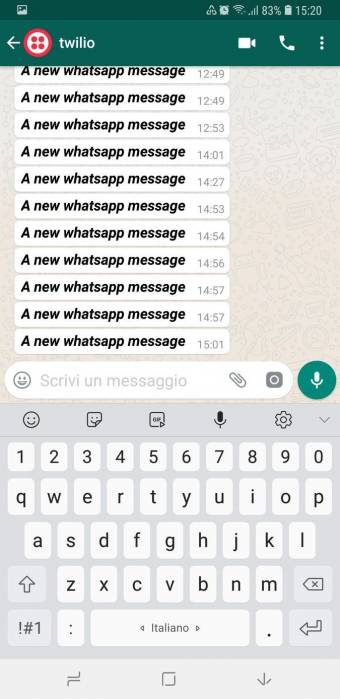 83% 15:20
twilio
A new whatsapp message 12:49
A new whatsapp message 12:49
A new whatsapp message 12:53
A new whatsapp message 14:01
A new whatsapp message 14:27
A new whatsapp message 14:53
A new whatsapp message 14:54
A new whatsapp message 14:56
A new whatsapp message 14:57
A new whatsapp message 14:57
A new whatsapp message 15:01
Scrivi un messaggio
GIF
1 2 3 4 5 6 7 8 9 0
q w e r t y u i o p
a s d f g h j k l
z x c v b n m
!#1 : Italiano .